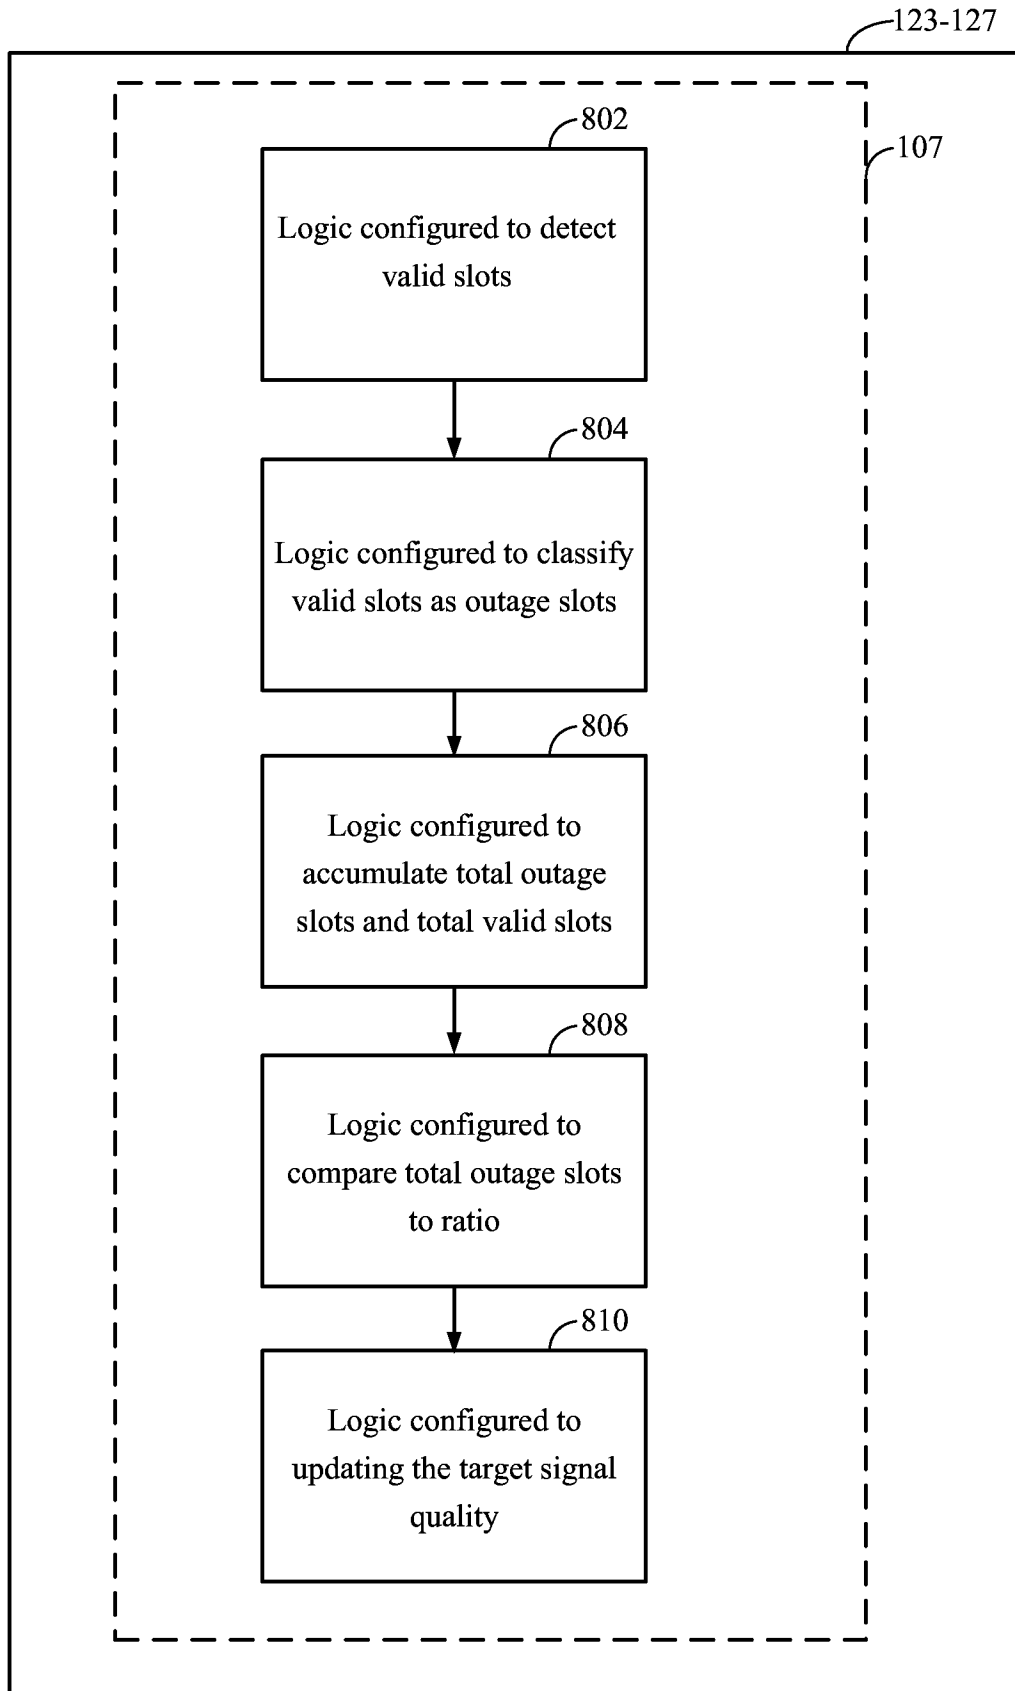 123-127
802
107
Logic configured to detect
valid slots
804
Logic configured to classify
valid slots as outage slots
806
Logic configured to
accumulate total outage
slots and total valid slots
808
Logic configured to
compare total outage slots
to ratio
810
Logic configured to
updating the target signal
quality